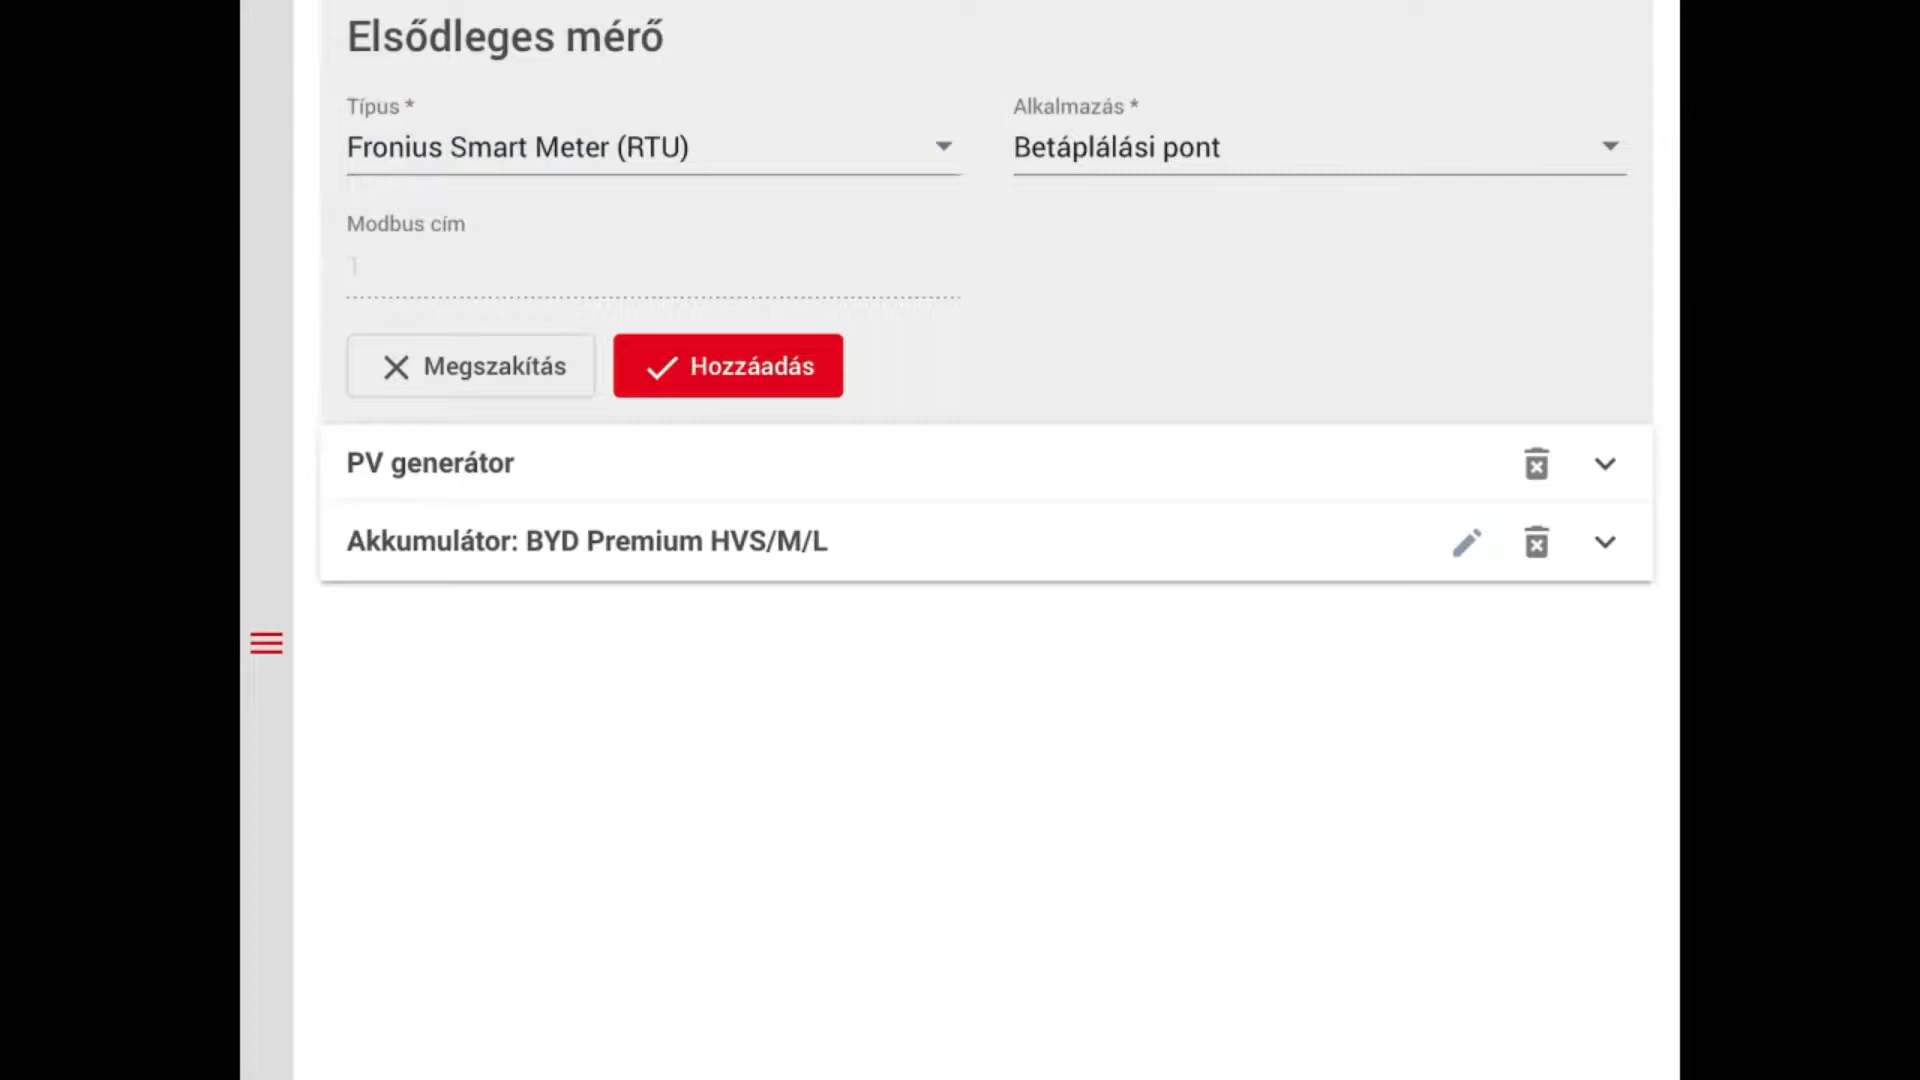 Elsődleges mérő
Típus *
Alkalmazás *
Fronius Smart Meter (RTU)
Betáplálási pont
Modbus cím
1
Megszakítás
Hozzáadás
PV generátor
Akkumulátor: BYD Premium HVS/M/L